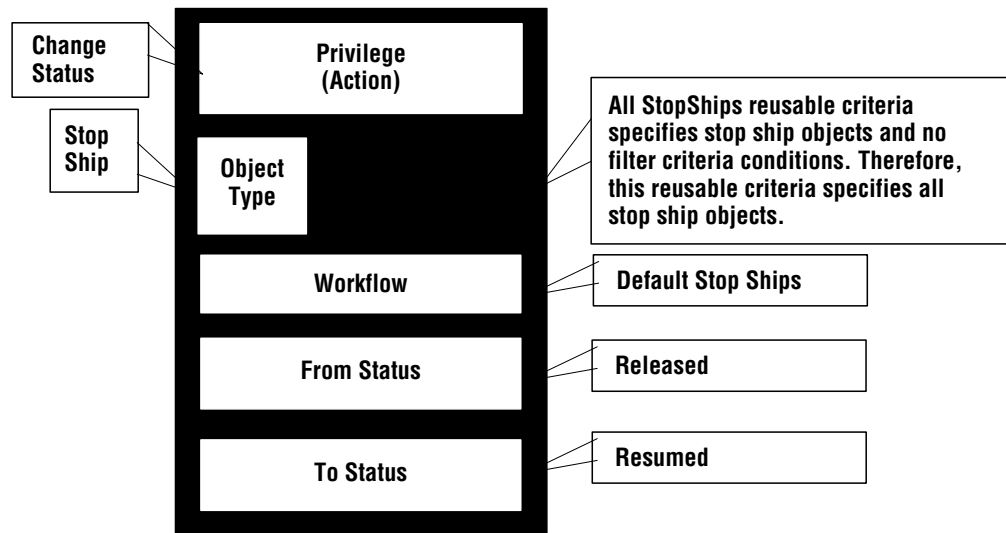 Change
Status
Privilege
(Action)
Stop
Ship
Object
Type
All StopShips reusable criteria
specifies stop ship objects and no
filter criteria conditions. Therefore,
this reusable criteria specifies all
stop ship objects.
Workflow
Default Stop Ships
From Status
Released
To Status
Resumed